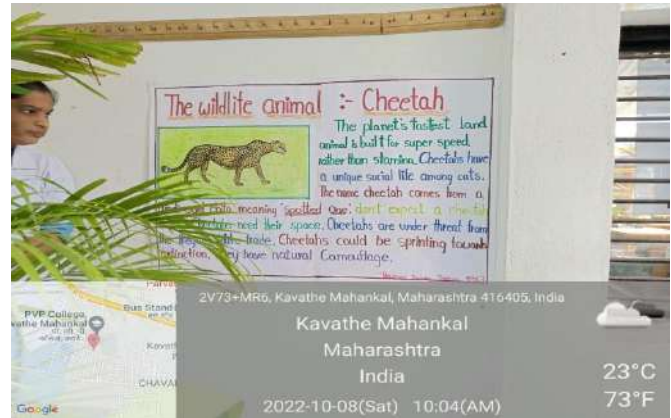 The wildlife animal :- Cheetah
The planet's fastest land
animal is built for super speed
rather than stamina. Cheetahs have
a unique social life among cats.
The name cheetah comes from a
meaning 'spotted One'. dont expect a cheetah
need their space. Cheetahs are under threat from
trade. Cheetahs could be sprinting towards
extinction. They have natural Camouflage.
PVP College,
Kavathe Mahankal
Bus Stand
CHAVAN
Google
2V73+MR6, Kavathe Mahankal, Maharashtra 416405, India
Kavathe Mahankal
Maharashtra
India
2022-10-08(Sat) 10:04(AM)
23°C
73°F